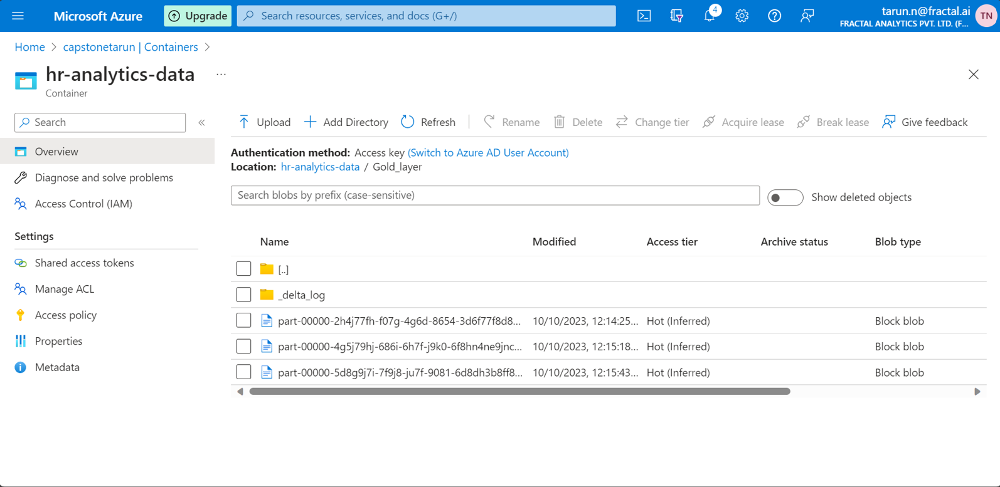 Microsoft Azure
Upgrade
Search resources, services, and docs (G+/)
4
tarun.n@fractal.ai
FRACTAL ANALYTICS PVT. LTD. (F...
TN
Home > capstonetarun | Containers >
hr-analytics-data ...
Container
Search
«
Upload
Add Directory
Refresh
Rename
Delete
Change tier
Acquire lease
Break lease
Give feedback
Overview
Diagnose and solve problems
Access Control (IAM)
Settings
Shared access tokens
Manage ACL
Access policy
Properties
Metadata
Authentication method: Access key (Switch to Azure AD User Account)
Location: hr-analytics-data / Gold_layer
Search blobs by prefix (case-sensitive)
Show deleted objects
Name Modified Access tier Archive status Blob type
[..]
_delta_log
part-00000-2h4j77fh-f07g-4g6d-8654-3d6f77f8d8... 10/10/2023, 12:14:25... Hot (Inferred) Block blob
part-00000-4g5j79hj-686i-6h7f-j9k0-6f8hn4ne9jnc... 10/10/2023, 12:15:18... Hot (Inferred) Block blob
part-00000-5d8g9j7i-7f9j8-ju7f-9081-6d8dh3b8ff8... 10/10/2023, 12:15:43... Hot (Inferred) Block blob